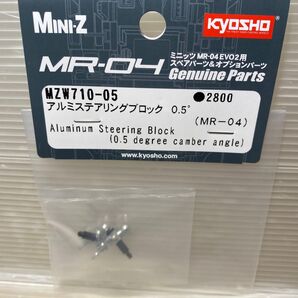 MINI-Z
KYOSHO
MR-04
ミニッツ MR-04 EVO2用
スペアパーツ&オプションパーツ
Genuine Parts
MZW710-05 ●2800
アルミステアリングブロック 0.5°
(MR-04)
Aluminum Steering Block
(0.5 degree camber angle)
www.kyosho.com